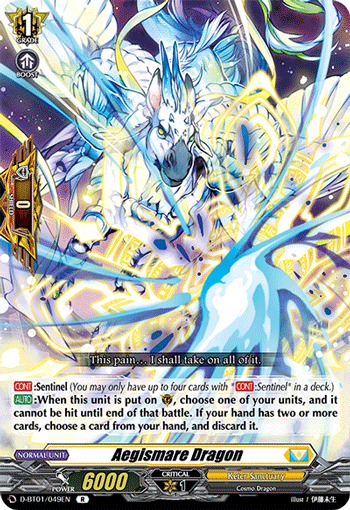 1
GRADE
BOOST
0
SHIELD
This pain... I shall take on all of it.
CONT:Sentinel (You may only have up to four cards with "CONT:Sentinel" in a deck.)
AUTO:When this unit is put on , choose one of your units, and it
cannot be hit until end of that battle. If your hand has two or more
cards, choose a card from your hand, and discard it.
NORMAL UNIT
Aegismare Dragon
POWER 6000
CRITICAL
1
Keter Sanctuary
Cosmo Dragon
D-BT01/049EN R
illust / 伊藤未生